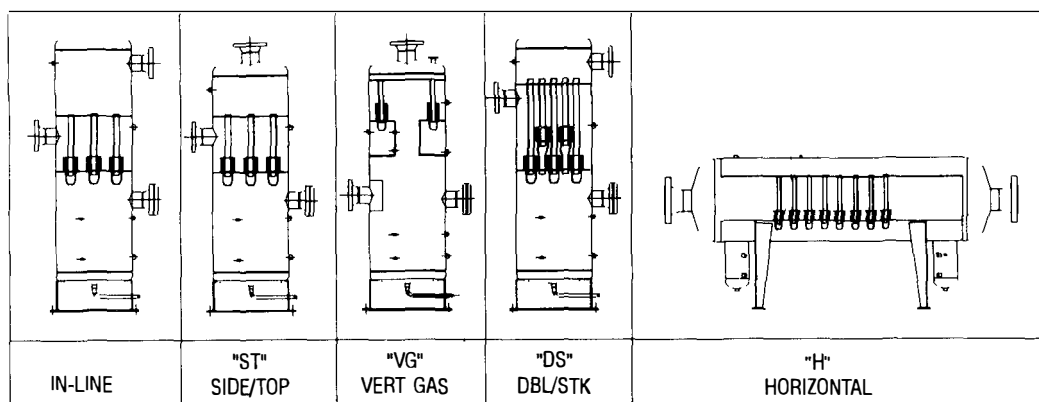 IN-LINE
"ST"
SIDE/TOP
"VG"
VERT GAS
"DS"
DBL/STK
"H"
HORIZONTAL